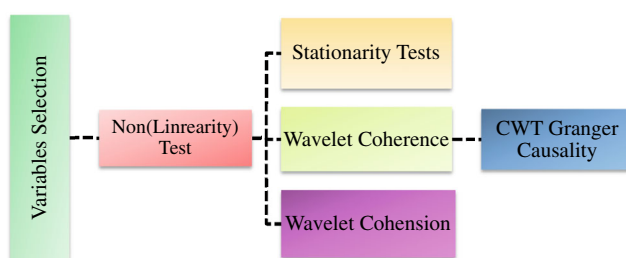 Variables Selection
Non(Linrearity)
Test
Stationarity Tests
Wavelet Coherence
Wavelet Cohension
CWT Granger
Causality